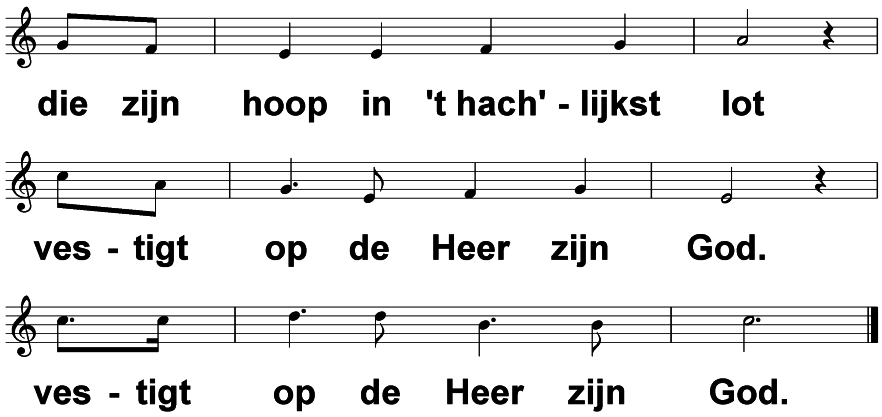 die zijn hoop in 't hach' - lijkst lot
ves - tigt op de Heer zijn God.
ves - tigt op de Heer zijn God.